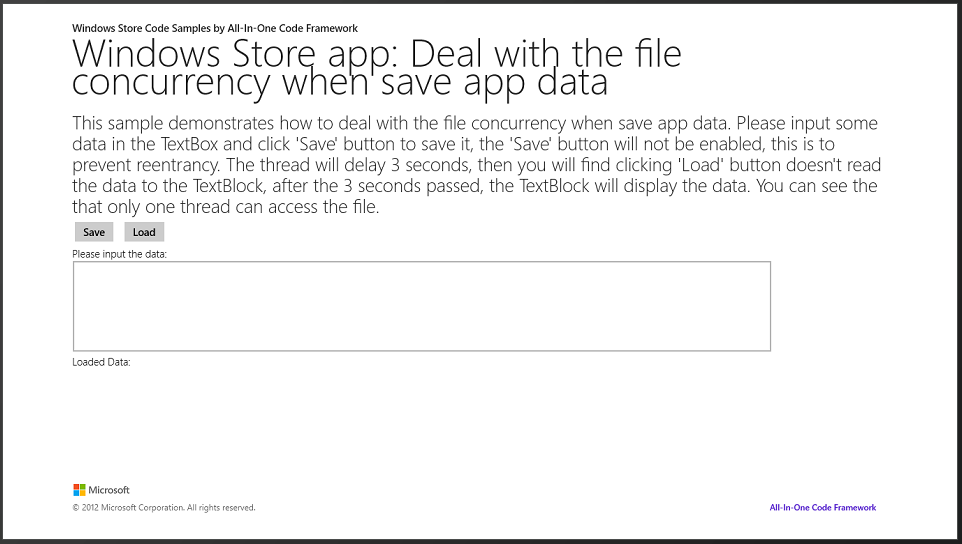 Windows Store Code Samples by All-In-One Code Framework
Windows Store app: Deal with the file
concurrency when save app data
This sample demonstrates how to deal with the file concurrency when save app data. Please input some
data in the TextBox and click 'Save' button to save it, the 'Save' button will not be enabled, this is to
prevent reentrancy. The thread will delay 3 seconds, then you will find clicking 'Load' button doesn't read
the data to the TextBlock, after the 3 seconds passed, the TextBlock will display the data. You can see the
that only one thread can access the file.
Save Load
Please input the data:
Loaded Data:
Microsoft
© 2012 Microsoft Corporation. All rights reserved.
All-In-One Code Framework